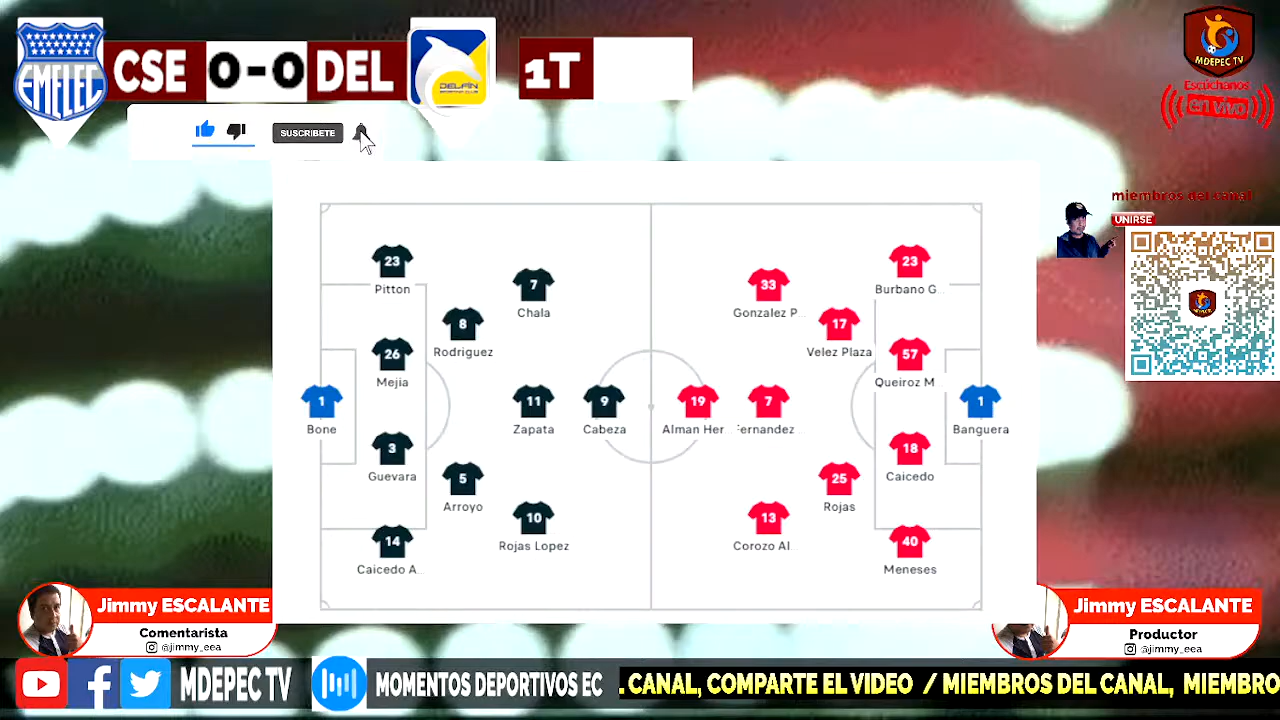 EMELEC
CSE 0-0 DEL
DELFIN
1T
MDEPEC TV
Escúchanos
en vivo
SUSCRIBETE
miembros del canal
UNIRSE
23
Pitton
7
Chala
8
Rodriguez
26
Mejia
1
Bone
11
Zapata
9
Cabeza
3
Guevara
5
Arroyo
10
Rojas Lopez
14
Caicedo A..
33
Gonzalez P..
23
Burbano G..
17
Velez Plaza
57
Queiroz M..
19
Alman Her..
7
Fernandez ..
1
Banguera
18
Caicedo
25
Rojas
13
Corozo Al..
40
Meneses
Jimmy ESCALANTE
Comentarista
@jimmy_eea
Jimmy ESCALANTE
Productor
@jimmy_eea
MDEPEC TV
MOMENTOS DEPORTIVOS EC
. CANAL, COMPARTE EL VIDEO / MIEMBROS DEL CANAL, MIEMBRO